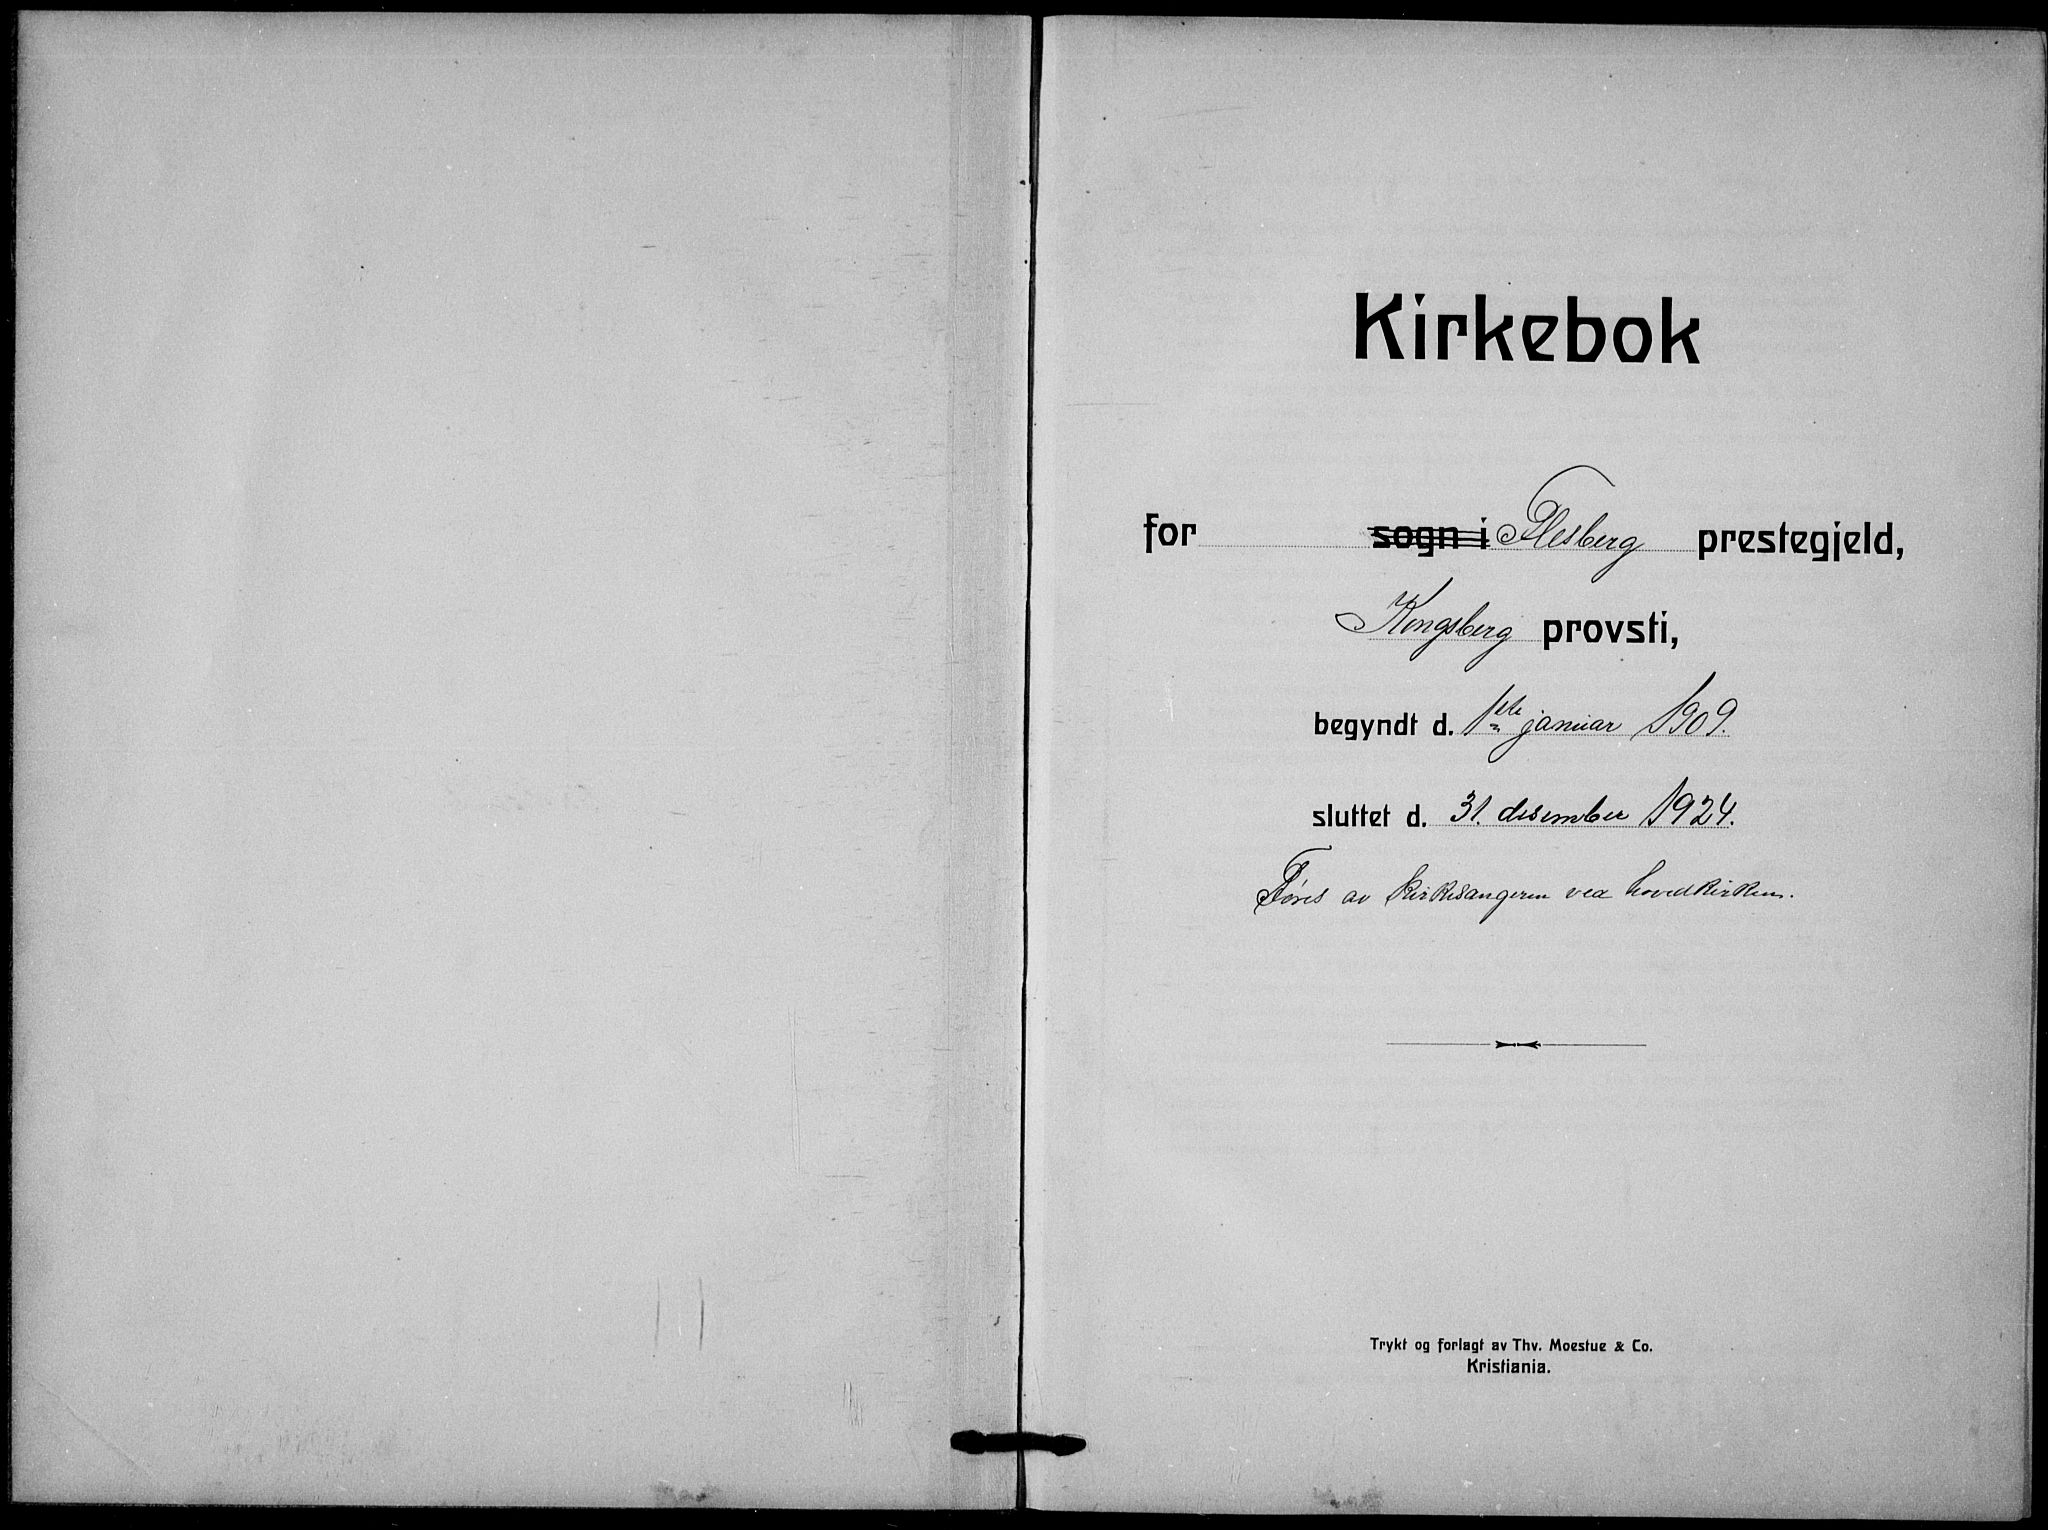 Kirkebok
for sogn i Flesberg prestegjeld,
Kongsberg provsti,
begyndt d. 1ste januar 1909.
sluttet d. 31. desember 1924.
Føres av kirkesangeren ved hovedkirken.
Trykt og forlagt av Thv. Moestue & Co.
Kristiania.